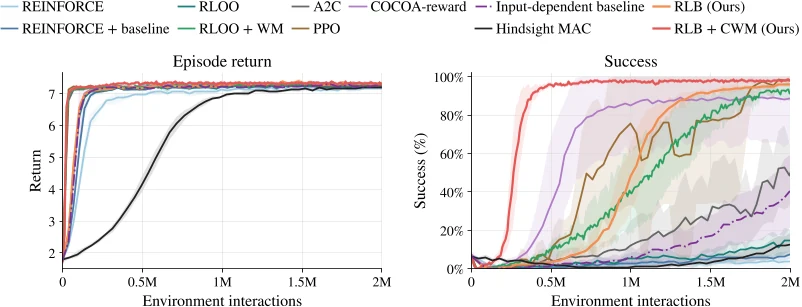 REINFORCE RLOO A2C COCOA-reward Input-dependent baseline RLB (Ours)
REINFORCE + baseline RLOO + WM PPO Hindsight MAC RLB + CWM (Ours)
Episode return
Return
7
6
5
4
3
2
0 0.5M 1M 1.5M 2M
Environment interactions
Success
Success (%)
100%
80%
60%
40%
20%
0%
0 0.5M 1M 1.5M 2M
Environment interactions